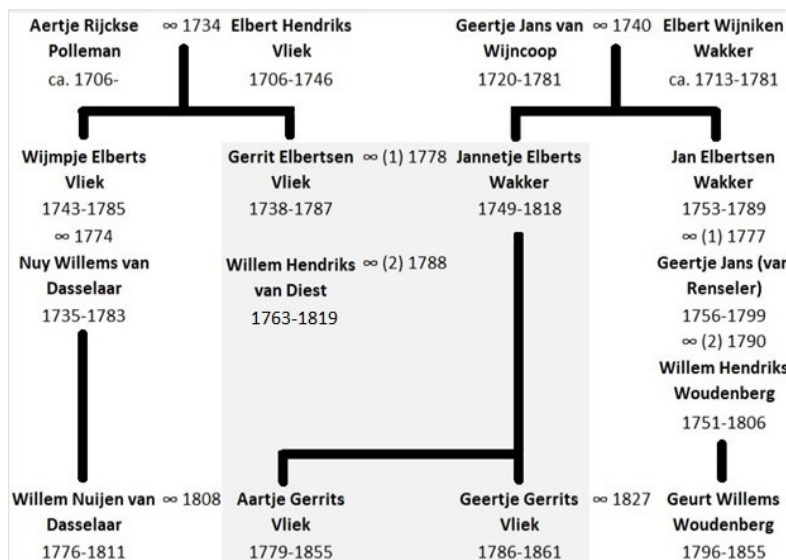 Aertje Rijckse ∞ 1734 Elbert Hendriks
Polleman Vliek
ca. 1706- 1706-1746
Geertje Jans van ∞ 1740 Elbert Wijniken
Wijncoop Wakker
1720-1781 ca. 1713-1781
Wijmpje Elberts
Vliek
1743-1785
∞ 1774
Nuy Willems van
Dasselaar
1735-1783
Gerrit Elbertsen ∞ (1) 1778 Jannetje Elberts
Vliek Wakker
1738-1787 1749-1818
Willem Hendriks ∞ (2) 1788
van Diest
1763-1819
Jan Elbertsen
Wakker
1753-1789
∞ (1) 1777
Geertje Jans (van
Renseler)
1756-1799
∞ (2) 1790
Willem Hendriks
Woudenberg
1751-1806
Willem Nuijen van ∞ 1808 Aartje Gerrits
Dasselaar Vliek
1776-1811 1779-1855
Geertje Gerrits ∞ 1827 Geurt Willems
Vliek Woudenberg
1786-1861 1796-1855